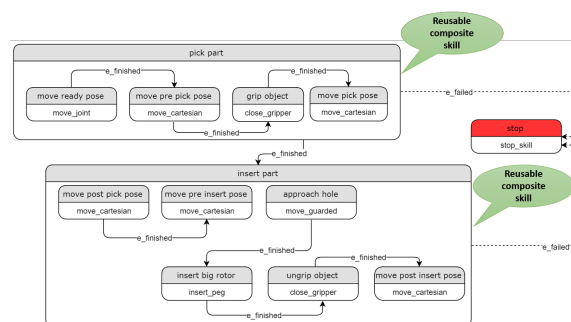 Reusable
composite
skill
pick part
e_finished
e_finished
move ready pose
move pre pick pose
grip object
move pick pose
move_joint
move_cartesian
close_gripper
move_cartesian
e_finished
e_failed
stop
stop_skill
e_finished
insert part
Reusable
composite
skill
move post pick pose
move pre insert pose
approach hole
move_cartesian
move_cartesian
move_guarded
e_finished
e_finished
e_failed
e_finished
insert big rotor
ungrip object
move post insert pose
insert_peg
close_gripper
move_cartesian
e_finished